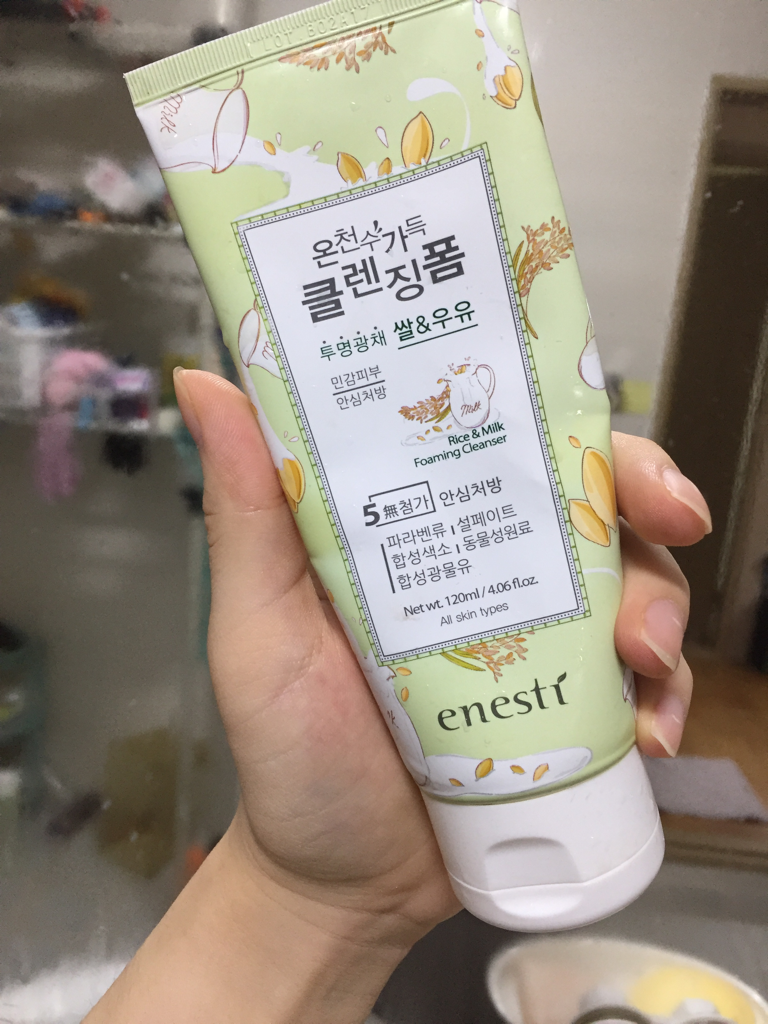 LOT B02A1
Milk
온천수가득
클렌징폼
투명광채 쌀&우유
민감피부
안심처방
Milk
Rice & Milk
Foaming Cleanser
5無첨가 안심처방
파라벤류 설페이트
합성색소 동물성원료
합성광물유
Net wt. 120ml / 4.06 fl.oz.
All skin types
enesti